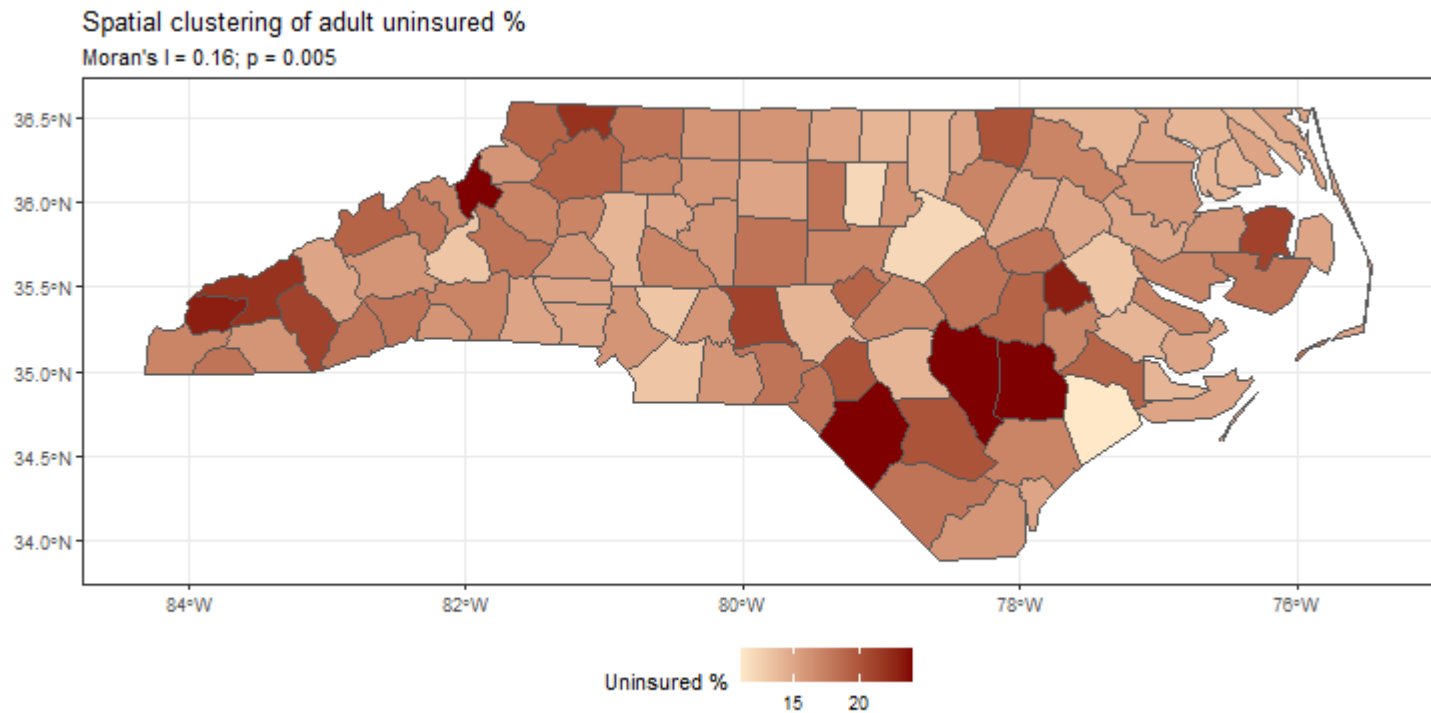 Spatial clustering of adult uninsured %
Moran's I = 0.16; p = 0.005
36.5°N
36.0°N
35.5°N
35.0°N
34.5°N
34.0°N
84°W 82°W 80°W 78°W 76°W
Uninsured %
15 20